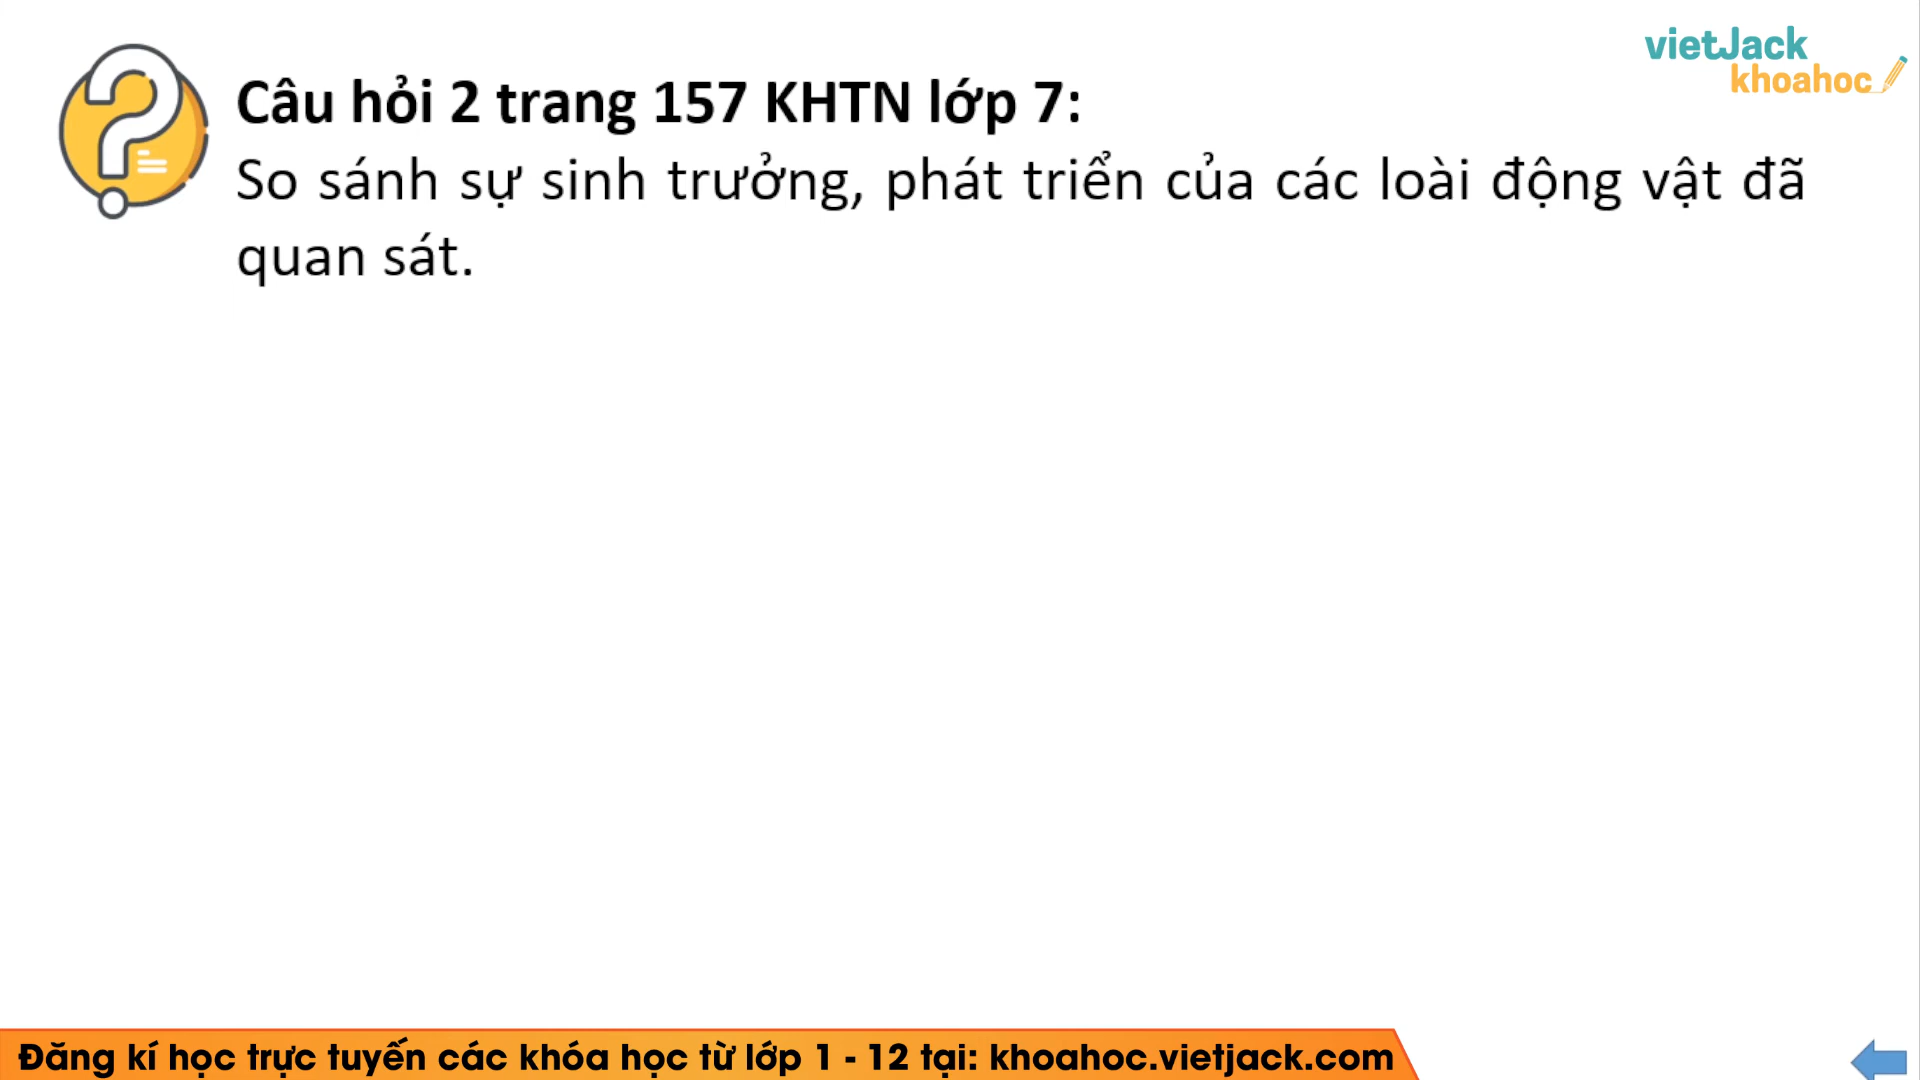 vietJack
khoahoc
Câu hỏi 2 trang 157 KHTN lớp 7:
So sánh sự sinh trưởng, phát triển của các loài động vật đã
quan sát.
Đăng kí học trực tuyến các khóa học từ lớp 1 - 12 tại: khoahoc.vietjack.com